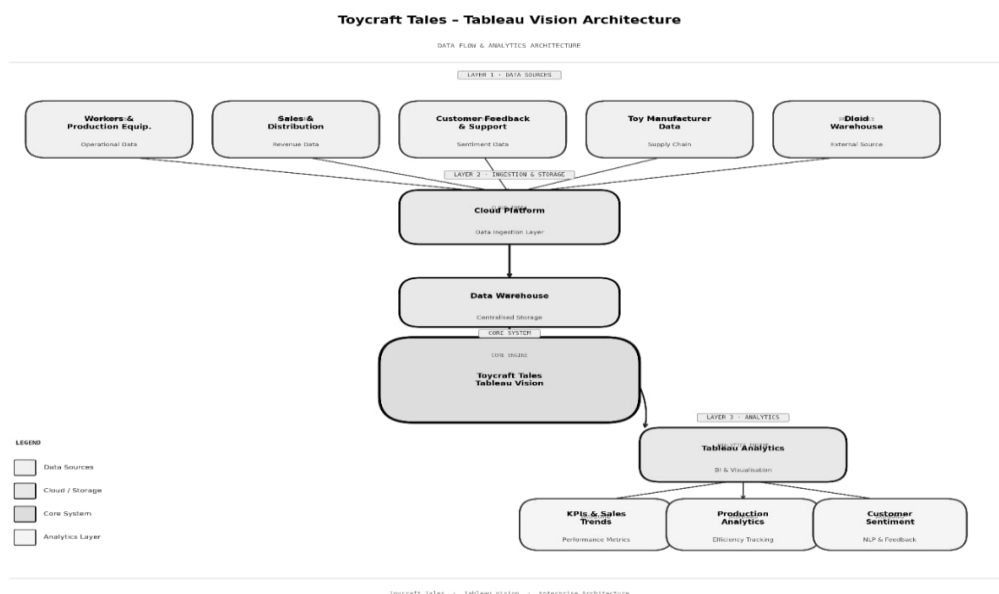 Toycraft Tales – Tableau Vision Architecture
DATA FLOW & ANALYTICS ARCHITECTURE
LAYER 1 · DATA SOURCES
Workers &
Production Equip.
Operational Data
Sales &
Distribution
Revenue Data
Customer Feedback
& Support
Sentiment Data
Toy Manufacturer
Data
Supply Chain
Warehouse
External Source
LAYER 2 · INGESTION & STORAGE
Cloud Platform
Data Ingestion Layer
Data Warehouse
Centralised Storage
CORE SYSTEM
CORE ENGINE
Toycraft Tales
Tableau Vision
LAYER 3 · ANALYTICS
Tableau Analytics
BI & Visualisation
KPIs & Sales
Trends
Performance Metrics
Production
Analytics
Efficiency Tracking
Customer
Sentiment
NLP & Feedback
LEGEND
Data Sources
Cloud / Storage
Core System
Analytics Layer
Toycraft Tales · Tableau Vision · Enterprise Architecture